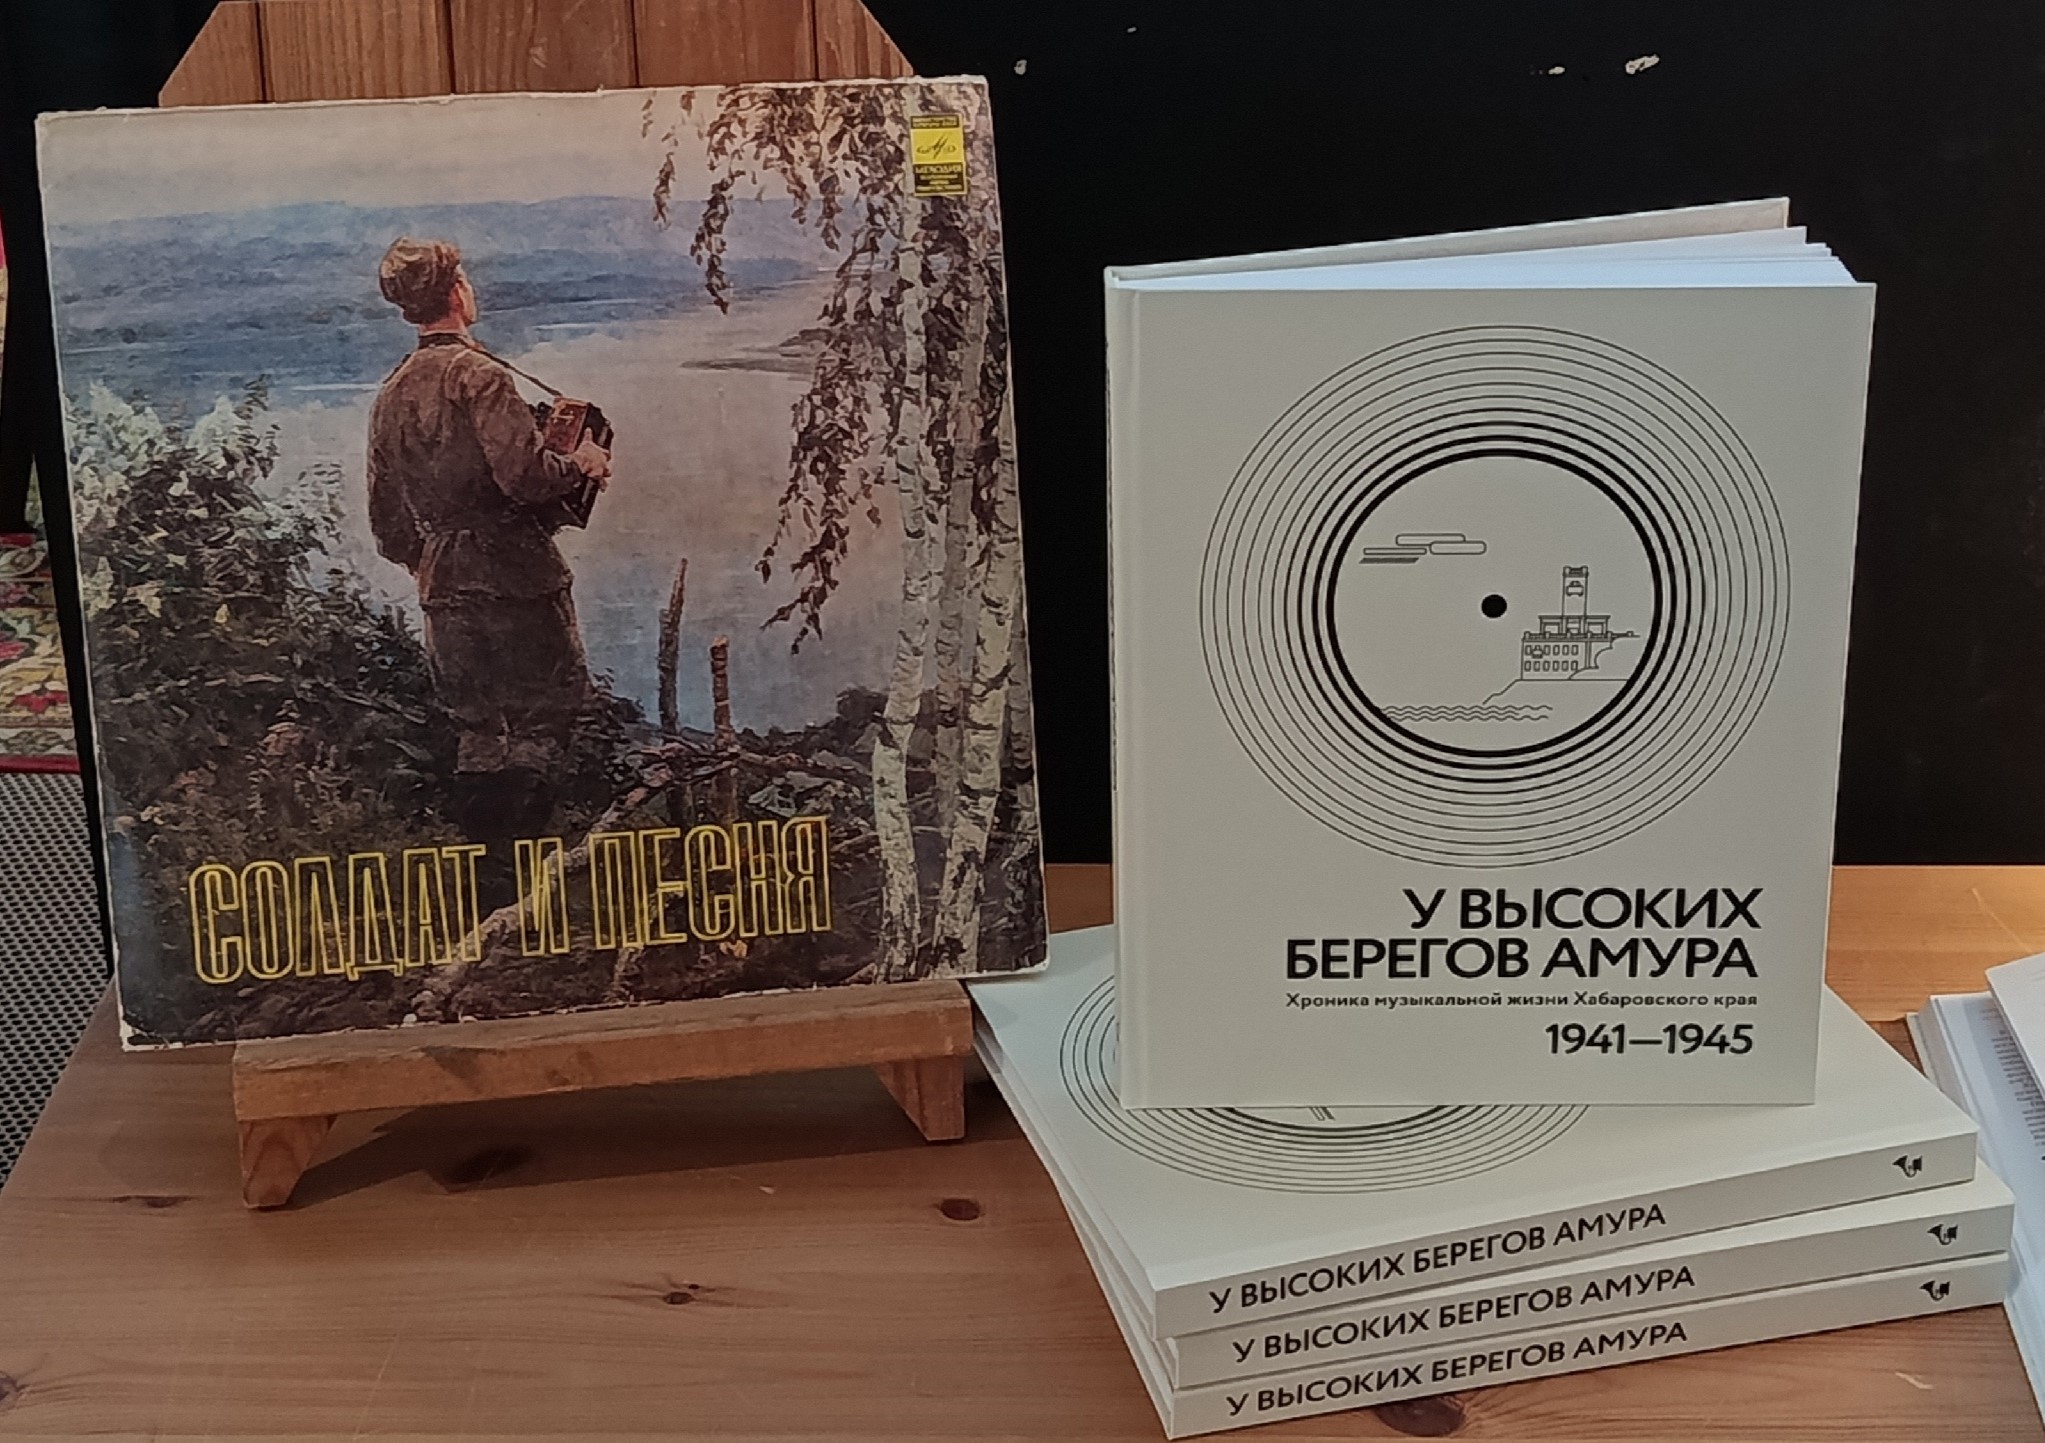 МЕЛОДИЯ
СОЛДАТ И ПЕСНЯ
У ВЫСОКИХ
БЕРЕГОВ АМУРА
Хроника музыкальной жизни Хабаровского края
1941—1945
У ВЫСОКИХ БЕРЕГОВ АМУРА
У ВЫСОКИХ БЕРЕГОВ АМУРА
У ВЫСОКИХ БЕРЕГОВ АМУРА